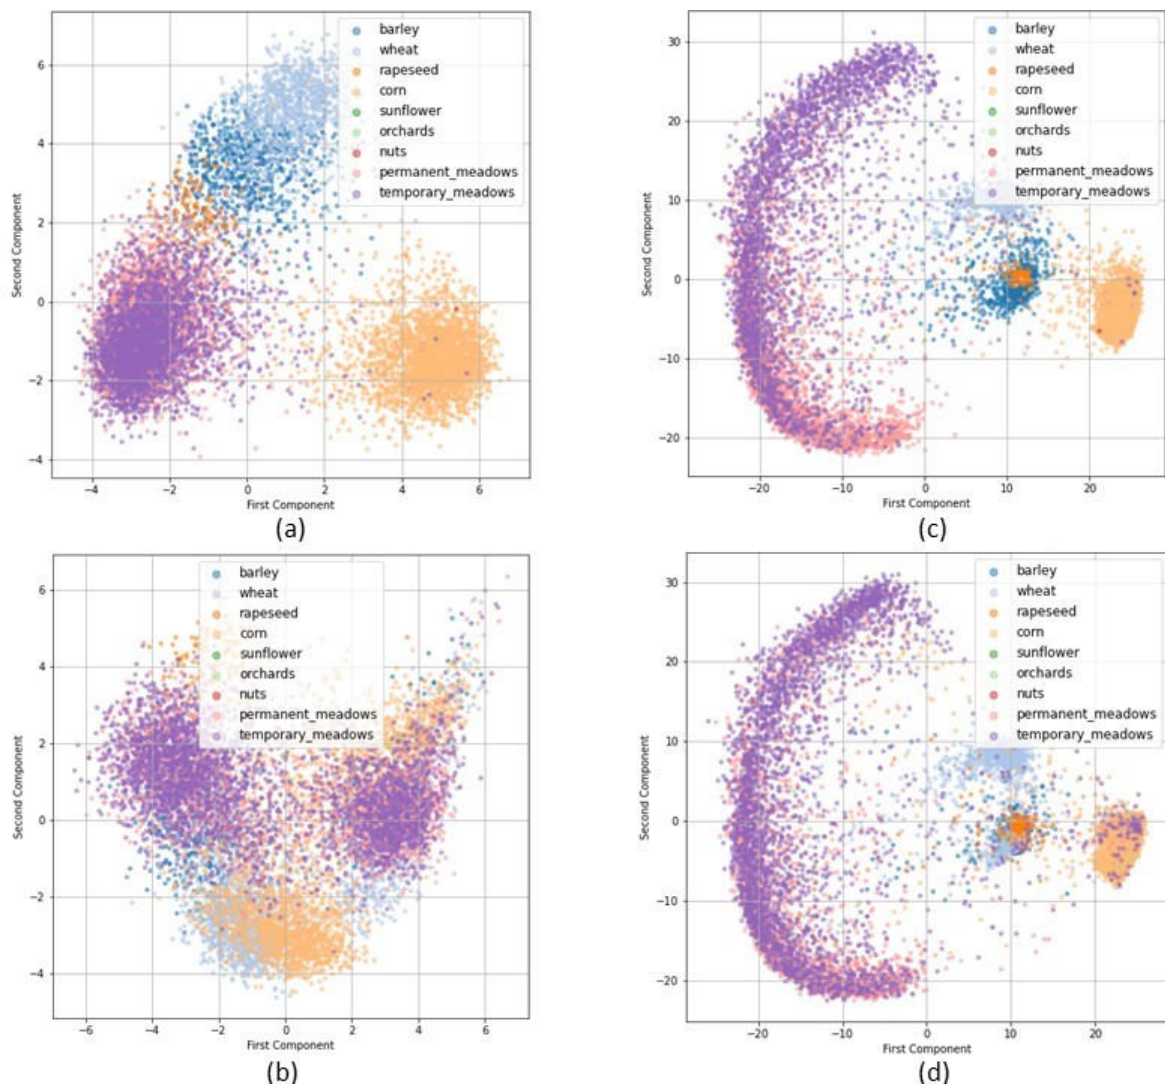 barley
wheat
rapeseed
corn
sunflower
orchards
nuts
permanent_meadows
temporary_meadows
6
4
2
0
−2
−4
Second Component
−4 −2 0 2 4 6
First Component
(a)
barley
wheat
rapeseed
corn
sunflower
orchards
nuts
permanent_meadows
temporary_meadows
30
20
10
0
−10
−20
Second Component
−20 −10 0 10 20
First Component
(c)
barley
wheat
rapeseed
corn
sunflower
orchards
nuts
permanent_meadows
temporary_meadows
6
4
2
0
−2
−4
Second Component
−6 −4 −2 0 2 4 6
First Component
(b)
barley
wheat
rapeseed
corn
sunflower
orchards
nuts
permanent_meadows
temporary_meadows
30
20
10
0
−10
−20
Second Component
−20 −10 0 10 20
First Component
(d)